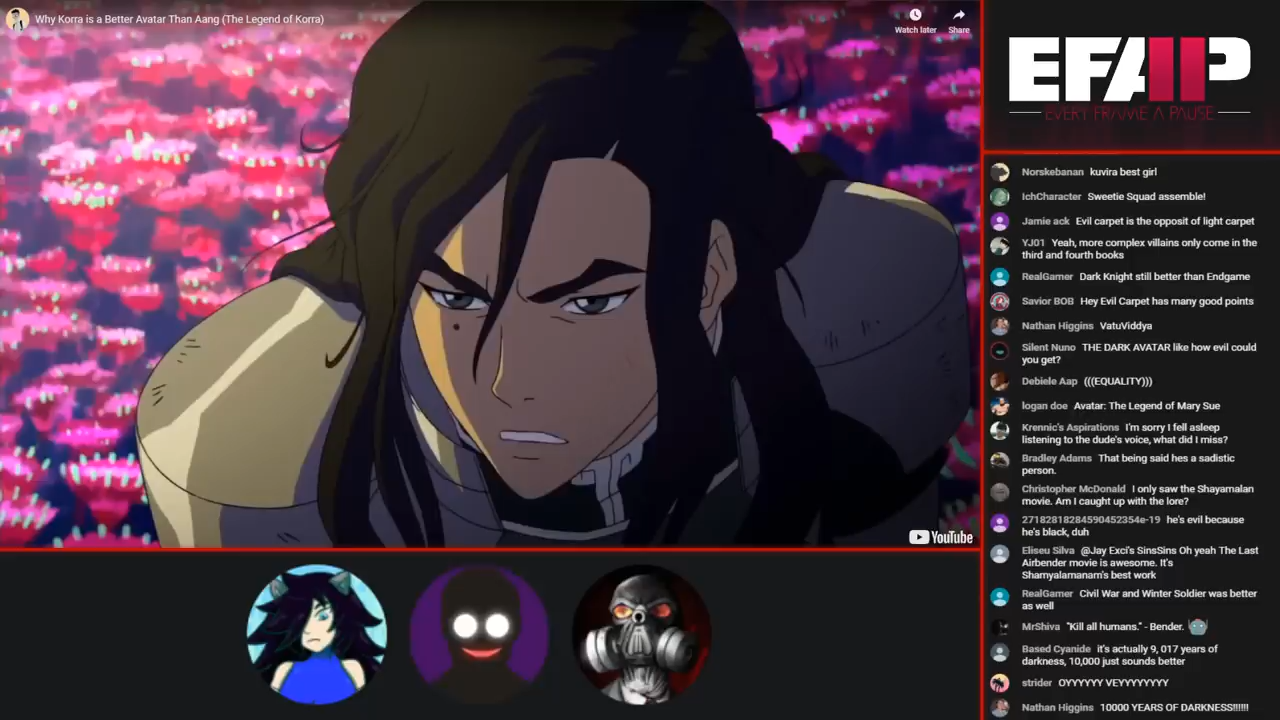 Why Korra is a Better Avatar Than Aang (The Legend of Korra)
Watch later
Share
YouTube
EFAP
EVERY FRAME A PAUSE
Norskebanan kuvira best girl
IchCharacter Sweetie Squad assemble!
Jamie ack Evil carpet is the opposit of light carpet
YJ01 Yeah, more complex villains only come in the
third and fourth books
RealGamer Dark Knight still better than Endgame
Savior BOB Hey Evil Carpet has many good points
Nathan Higgins VatuViddya
Silent Nuno THE DARK AVATAR like how evil could
you get?
Debiele Aap (((EQUALITY)))
logan doe Avatar: The Legend of Mary Sue
Krennic's Aspirations I'm sorry I fell asleep
listening to the dude's voice, what did I miss?
Bradley Adams That being said hes a sadistic
person.
Christopher McDonald I only saw the Shayamalan
movie. Am I caught up with the lore?
27182818284590452354e-19 he's evil because
he's black, duh
Eliseu Silva @Jay Exci's SinsSins Oh yeah The Last
Airbender movie is awesome. It's
Shamyalamanam's best work
RealGamer Civil War and Winter Soldier was better
as well
MrShiva "Kill all humans." - Bender.
Based Cyanide it's actually 9, 017 years of
darkness, 10,000 just sounds better
strider OYYYYYY VEYYYYYYYY
Nathan Higgins 10000 YEARS OF DARKNESS!!!!!!